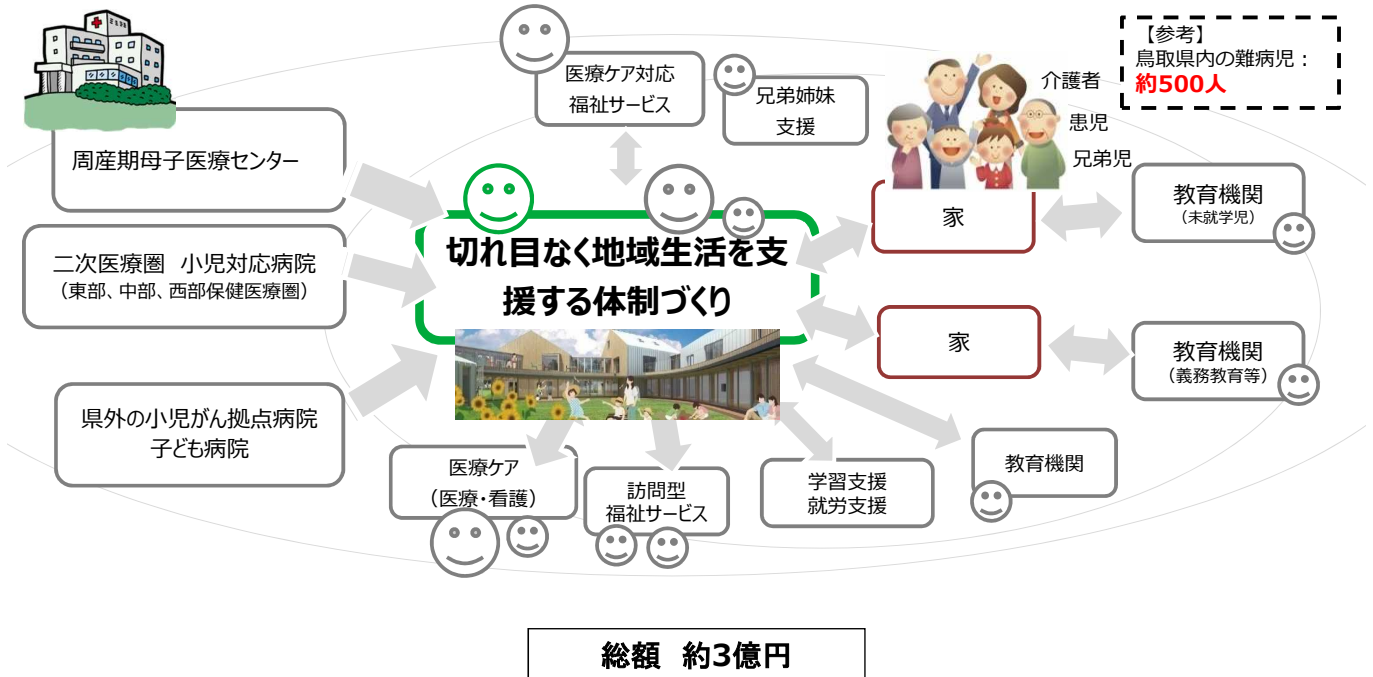 【参考】
鳥取県内の難病児：
約500人
医療ケア対応
福祉サービス
兄弟姉妹
支援
介護者
患児
兄弟児
周産期母子医療センター
家
教育機関
（未就学児）
切れ目なく地域生活を支
援する体制づくり
二次医療圏 小児対応病院
（東部、中部、西部保健医療圏）
家
教育機関
（義務教育等）
県外の小児がん拠点病院
子ども病院
医療ケア
（医療・看護）
訪問型
福祉サービス
学習支援
就労支援
教育機関
総額 約3億円